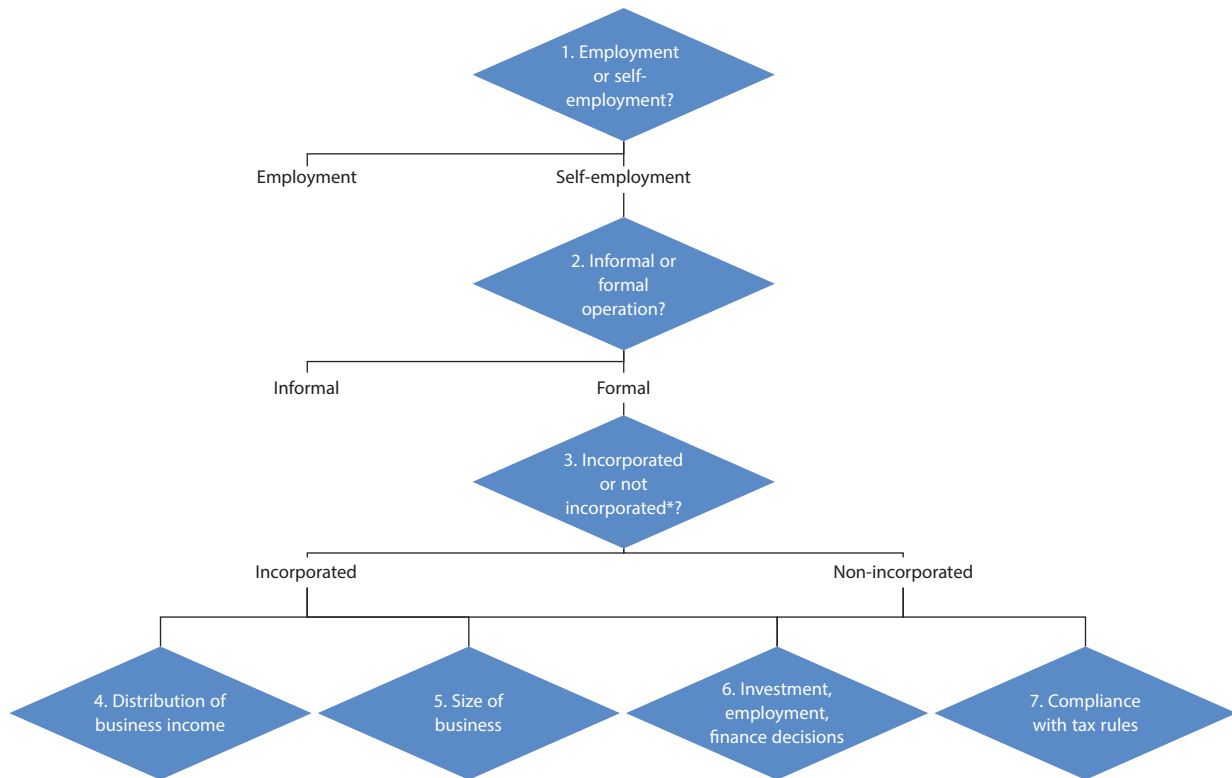 1. Employment
or self-
employment?
Employment
Self-employment
2. Informal or
formal
operation?
Informal
Formal
3. Incorporated
or not
incorporated*?
Incorporated
Non-incorporated
4. Distribution of
business income
5. Size of
business
6. Investment,
employment,
finance decisions
7. Compliance
with tax rules